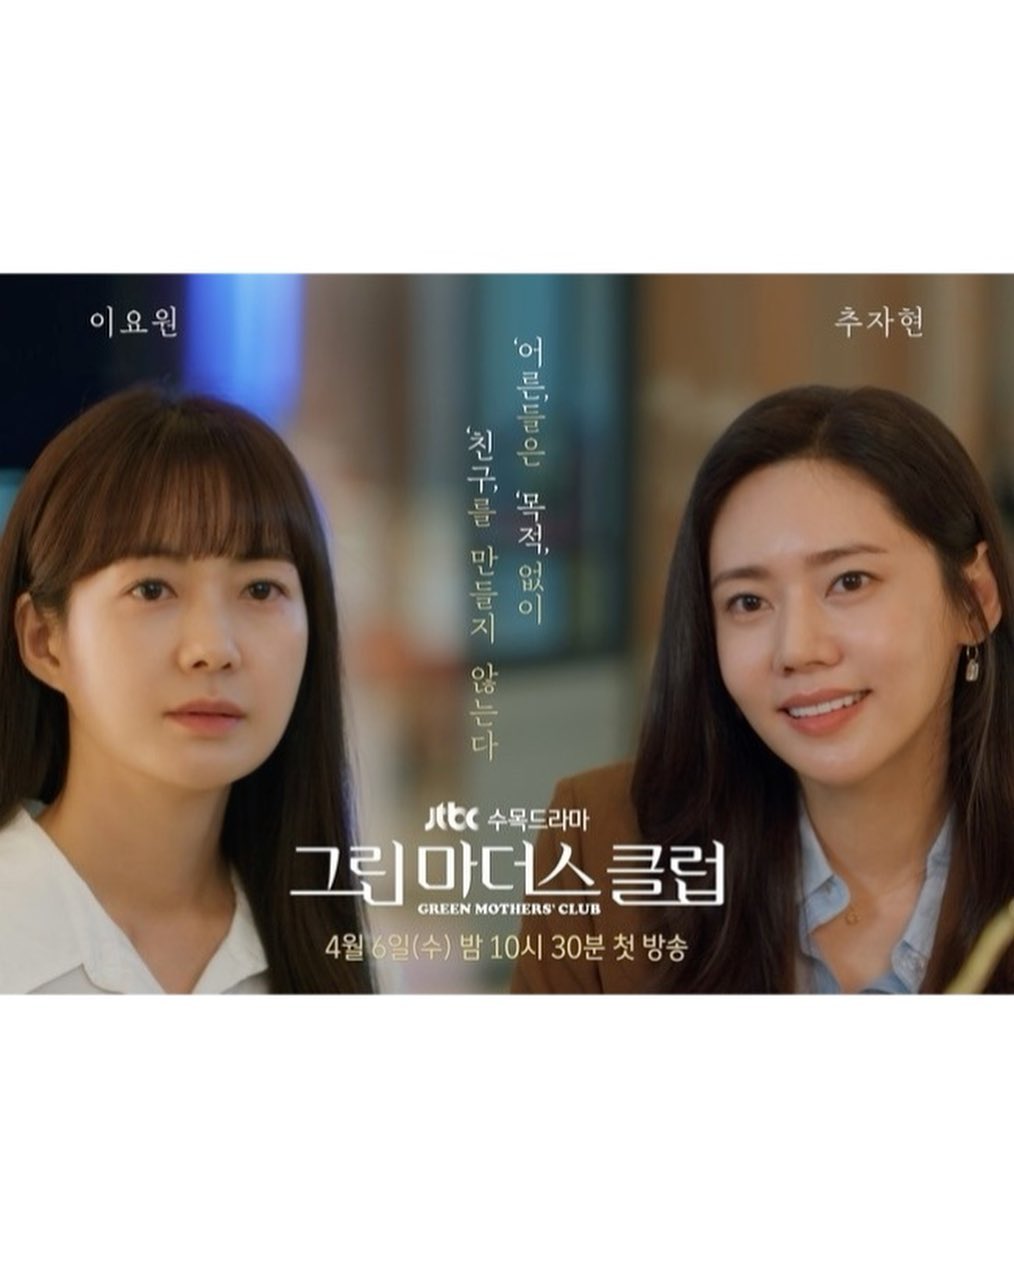 이요원
추자현
‘어른’들은 ‘목적’ 없이
‘친구’를 만들지 않는다
Jtbc 수목드라마
그린마더스클럽
GREEN MOTHERS' CLUB
4월 6일(수) 밤 10시 30분 첫 방송